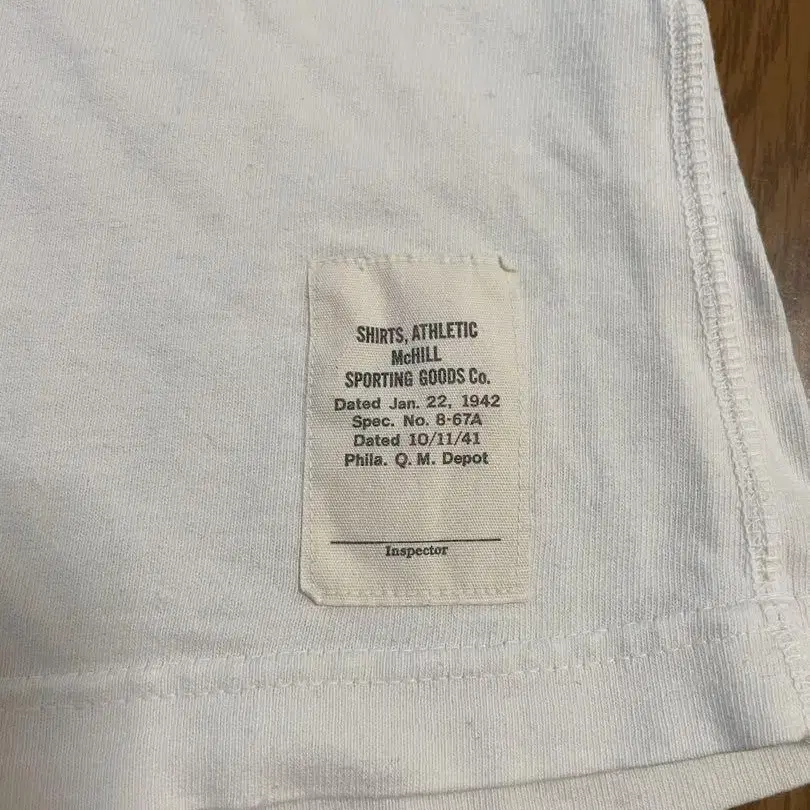 SHIRTS, ATHLETIC
McHILL
SPORTING GOODS Co.
Dated Jan. 22, 1942
Spec. No. 8-67A
Dated 10/11/41
Phila. Q. M. Depot
Inspector